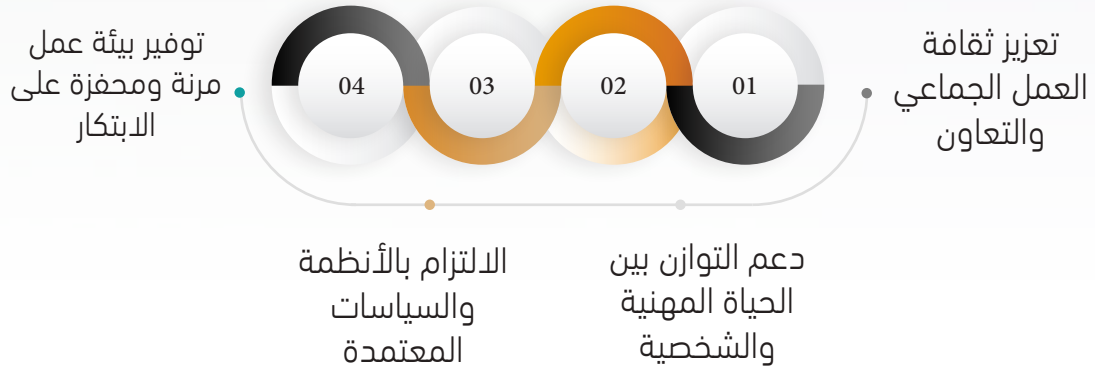 01
تعزيز ثقافة
العمل الجماعي
والتعاون
02
دعم التوازن بين
الحياة المهنية
والشخصية
03
الالتزام بالأنظمة
والسياسات
المعتمدة
04
توفير بيئة عمل
مرنة ومحفزة على
الابتكار